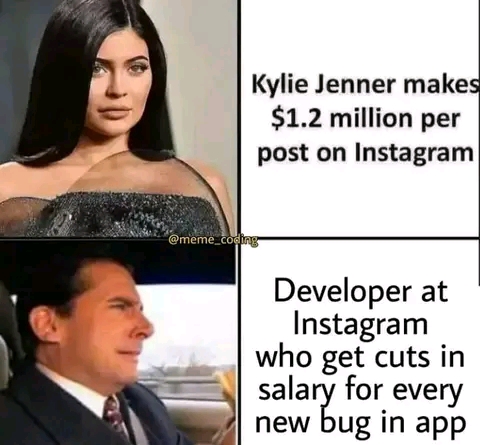 Kylie Jenner makes
$1.2 million per
post on Instagram
@meme_coding
Developer at
Instagram
who get cuts in
salary for every
new bug in app